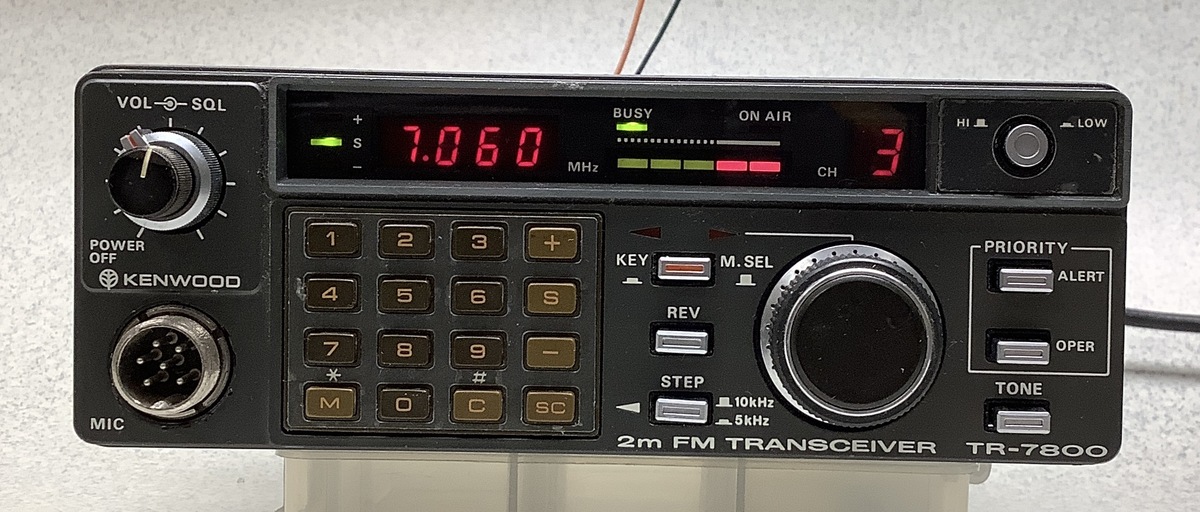 VOL SQL
POWER
OFF
KENWOOD
MIC
+
S
−
7.060
MHz
BUSY
ON AIR
CH
3
HI
LOW
1 2 3 +
4 5 6 S
7 8 9 −
* #
M 0 C SC
KEY
M.SEL
REV
STEP
10kHz
5kHz
PRIORITY
ALERT
OPER
TONE
2m FM TRANSCEIVER
TR-7800